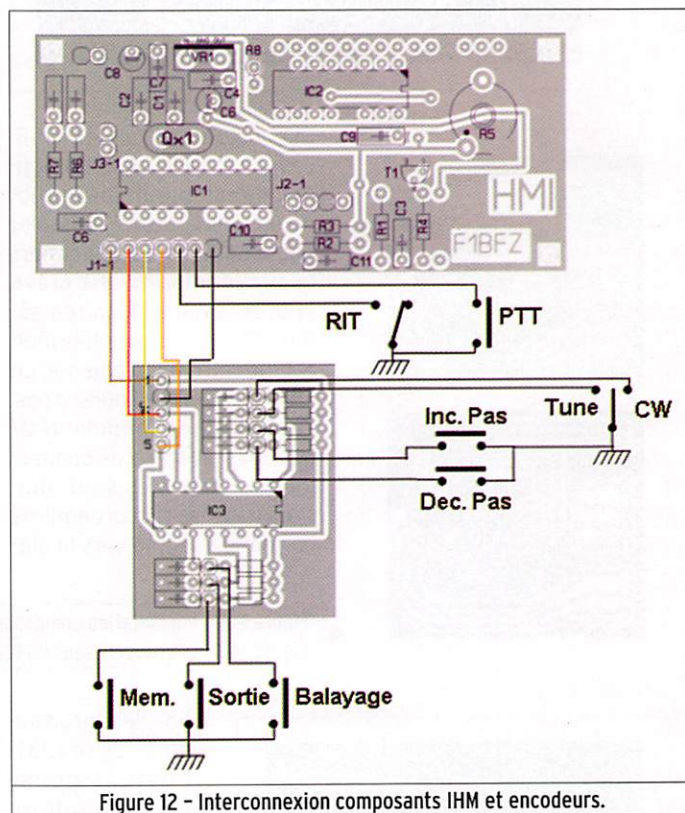 C8
C7
VR1
R8
C2
C1
C4
C6
IC2
Qx1
C9
R5
R7
R6
J3-1
IC1
J2-1
T1
HMI
C6
C10
R3
R2
C11
R1
C3
R4
F1BFZ
J1-1
RIT
PTT
1
5
Inc. Pas
Tune
CW
Dec. Pas
IC3
Mem.
Sortie
Balayage
Figure 12 - Interconnexion composants IHM et encodeurs.